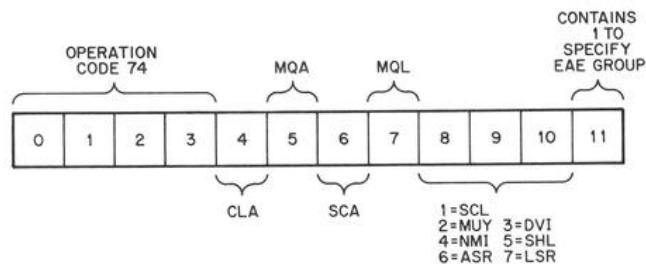 CONTAINS
1 TO
SPECIFY
EAE GROUP
OPERATION
CODE 74
MQA
MQL
0 1 2 3 4 5 6 7 8 9 10 11
CLA
SCA
1=SCL
2=MUY 3=DVI
4=NMI 5=SHL
6=ASR 7=LSR